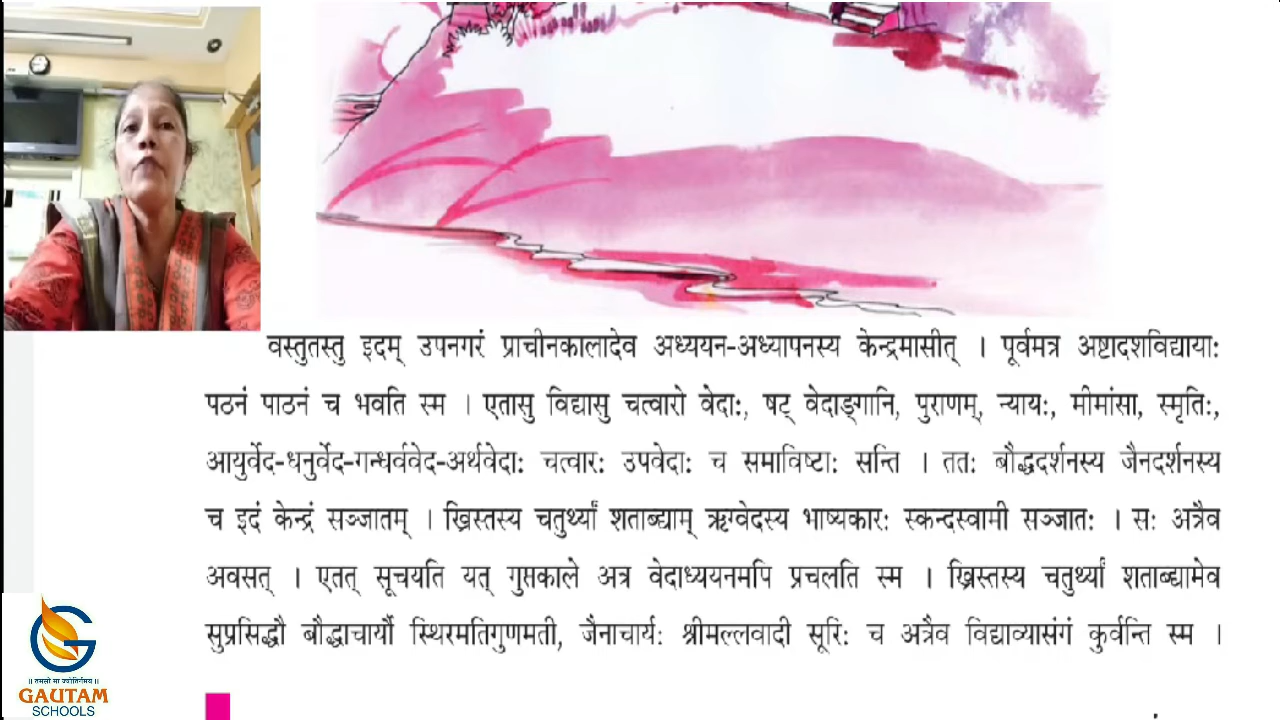 वस्तुतस्तु इदम् उपनगरं प्राचीनकालादेव अध्ययन-अध्यापनस्य केन्द्रमासीत् । पूर्वमत्र अष्टादशविद्यायाः
पठनं पाठनं च भवति स्म । एतासु विद्यासु चत्वारो वेदाः, षट् वेदाङ्गानि, पुराणम्, न्यायः, मीमांसा, स्मृतिः,
आयुर्वेद-धनुर्वेद-गन्धर्ववेद-अर्थवेदाः चत्वारः उपवेदाः च समाविष्टाः सन्ति । ततः बौद्धदर्शनस्य जैनदर्शनस्य
च इदं केन्द्रं सञ्जातम् । ख्रिस्तस्य चतुर्थ्यां शताब्द्याम् ऋग्वेदस्य भाष्यकारः स्कन्दस्वामी सञ्जातः । सः अत्रैव
अवसत् । एतत् सूचयति यत् गुप्तकाले अत्र वेदाध्ययनमपि प्रचलति स्म । ख्रिस्तस्य चतुर्थ्यां शताब्द्यामेव
सुप्रसिद्धौ बौद्धाचार्यौ स्थिरमतिगुणमती, जैनाचार्यः श्रीमल्लवादी सूरिः च अत्रैव विद्याव्यासंगं कुर्वन्ति स्म ।
॥ तमसो मा ज्योतिर्गमय ॥
GAUTAM
SCHOOLS